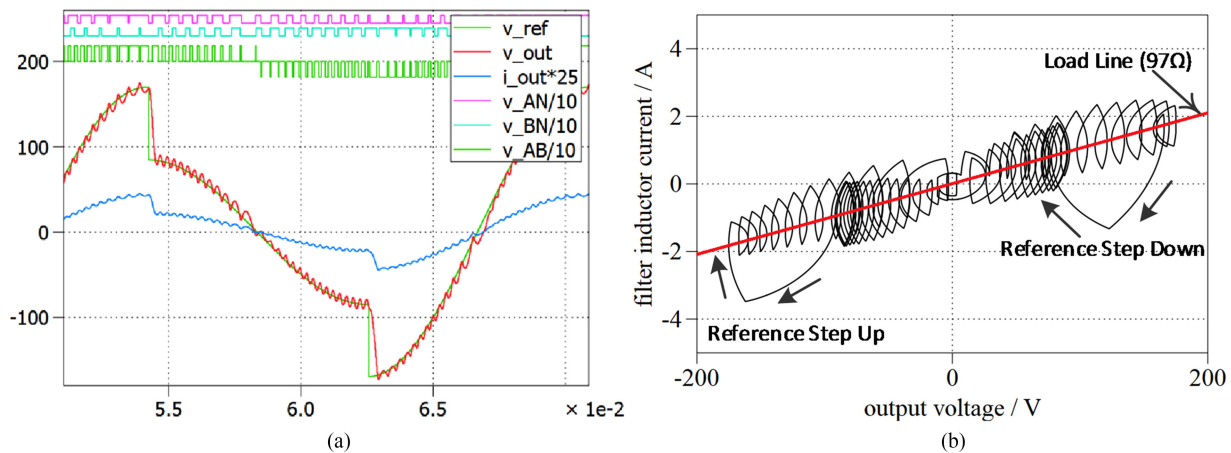 200
100
0
-100
5.5
6.0
6.5
× 1e-2
v_ref
v_out
i_out*25
v_AN/10
v_BN/10
v_AB/10
(a)
filter inductor current / A
4
2
0
-2
-4
Load Line (97Ω)
Reference Step Down
Reference Step Up
-200
0
200
output voltage / V
(b)